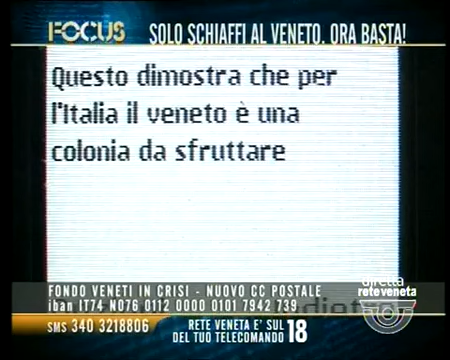 FOCUS SOLO SCHIAFFI AL VENETO. ORA BASTA!
Questo dimostra che per
l'Italia il veneto è una
colonia da sfruttare
FONDO VENETI IN CRISI - NUOVO CC POSTALE
iban IT74 N076 0112 0000 0101 7942 739
diretta
reteveneta
SMS 340 3218806
RETE VENETA E' SUL
DEL TUO TELECOMANDO 18